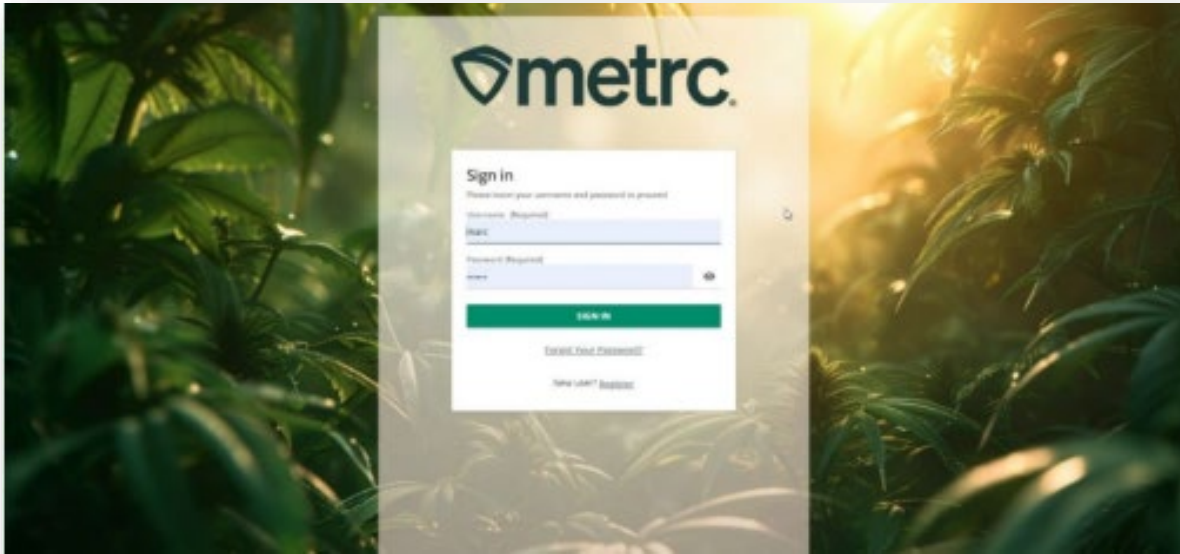 metrc
Sign in
Please enter your username and password to proceed
Username (Required)
Password (Required)
SIGN IN
Forgot Your Password?
New user? Register